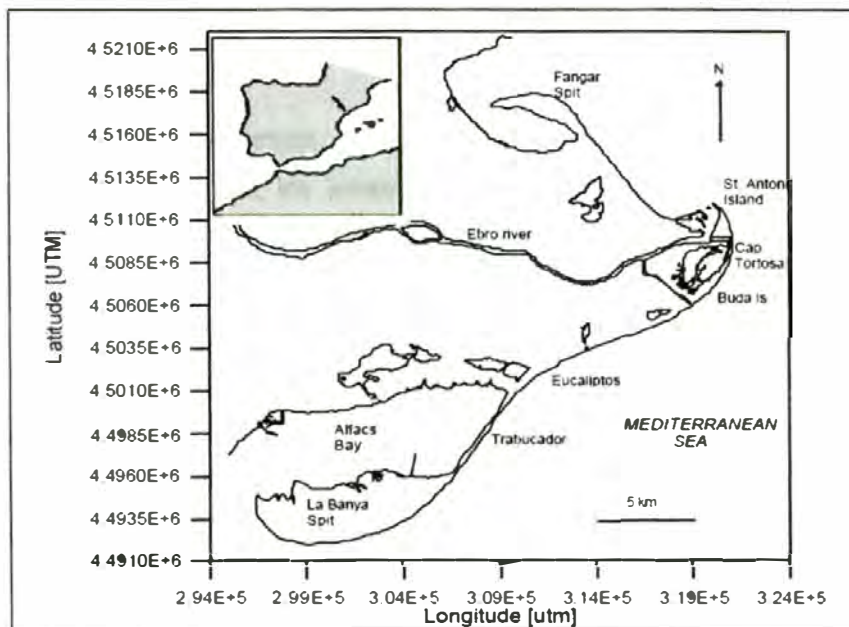 4 5210E+6
4 5185E+6
4 5160E+6
4 5135E+6
4 5110E+6
4 5085E+6
4 5060E+6
4 5035E+6
4 5010E+6
4 4985E+6
4 4960E+6
4 4935E+6
4 4910E+6
Latitude [UTM]
Fangar
Spit
N
St. Antoni
Island
Ebro river
Cap
Tortosa
Buda Is
Eucaliptos
Alfacs
Bay
Trabucador
MEDITERRANEAN
SEA
La Banya
Spit
5 km
2 94E+5
2 99E+5
3 04E+5
3 09E+5
3 14E+5
3 19E+5
3 24E+5
Longitude [utm]